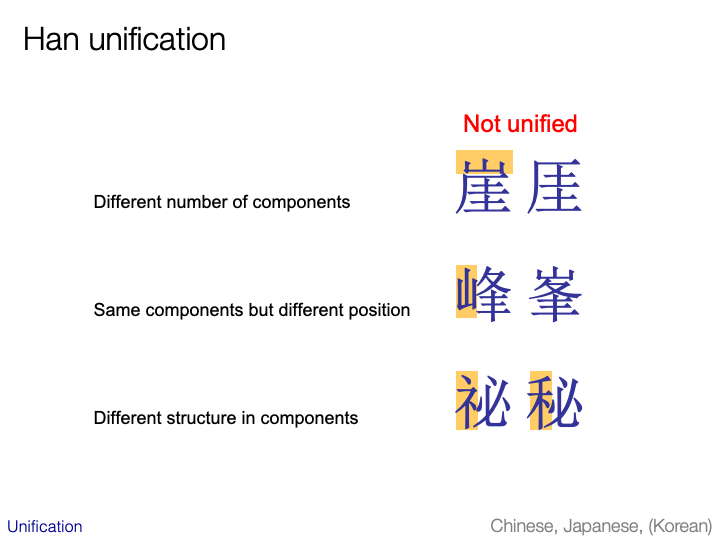 Han unification
Not unified
Different number of components
崖 厓
Same components but different position
峰 峯
Different structure in components
祕 秘
Unification
Chinese, Japanese, (Korean)